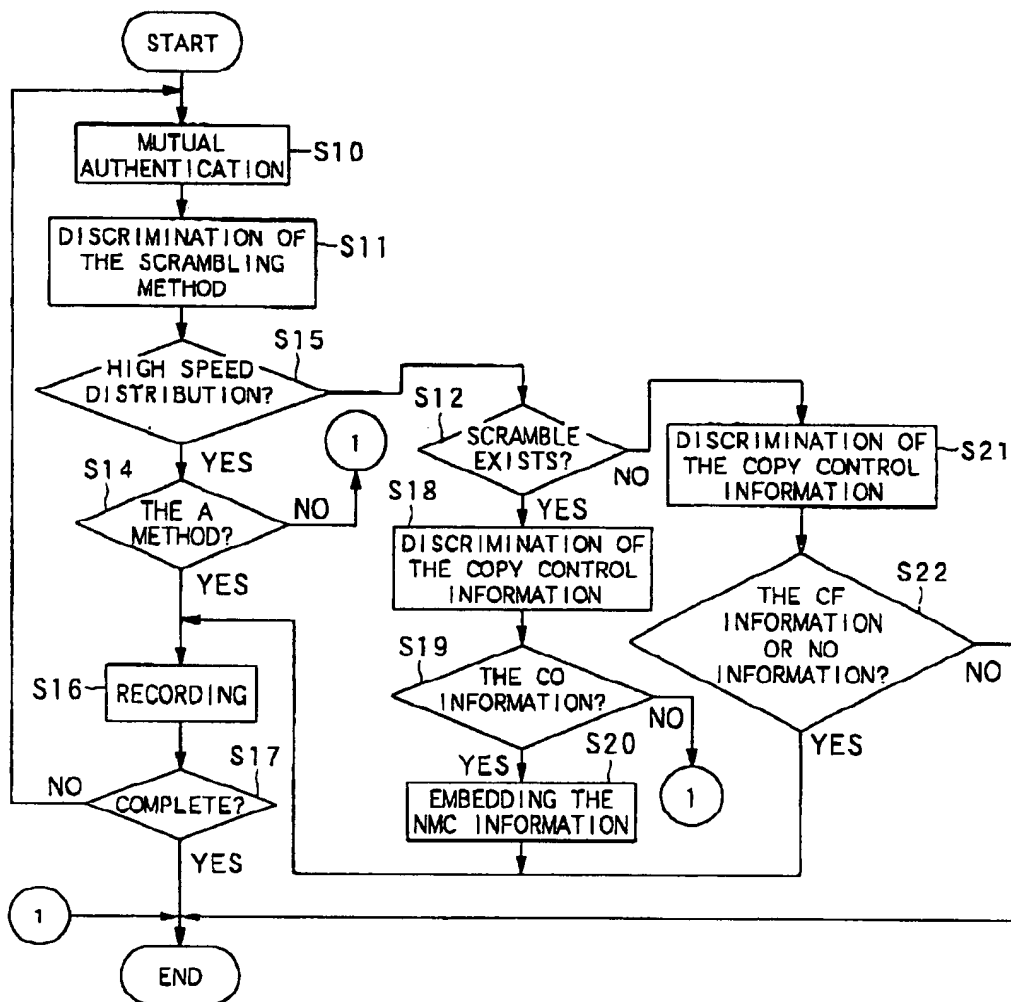 START
MUTUAL
AUTHENTICATION
S10
DISCRIMINATION OF
THE SCRAMBLING
METHOD
S11
HIGH SPEED
DISTRIBUTION?
S15
YES
S14
THE A
METHOD?
NO
1
YES
S16
RECORDING
S17
COMPLETE?
NO
YES
1
END
S12
SCRAMBLE
EXISTS?
NO
YES
S18
DISCRIMINATION OF
THE COPY CONTROL
INFORMATION
S19
THE CO
INFORMATION?
NO
1
YES
S20
EMBEDDING THE
NMC INFORMATION
DISCRIMINATION OF
THE COPY CONTROL
INFORMATION
S21
S22
THE CF
INFORMATION
OR NO
INFORMATION?
NO
YES